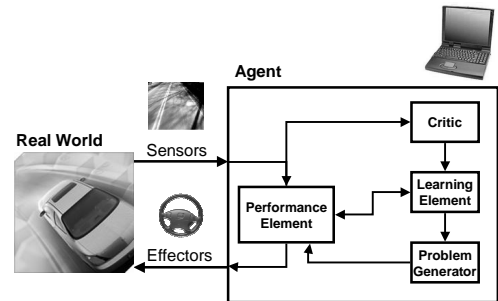 Agent
Real World
Sensors
Critic
Performance
Element
Learning
Element
Effectors
Problem
Generator